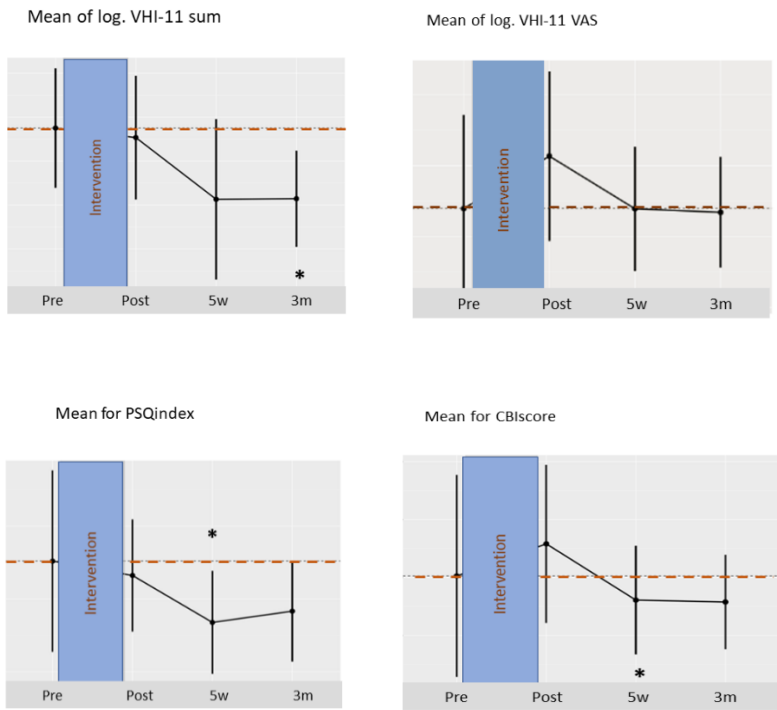 Mean of log. VHI-11 sum
Mean of log. VHI-11 VAS
Intervention
Intervention
*
Pre Post 5w 3m
Pre Post 5w 3m
Mean for PSQindex
Mean for CBIscore
Intervention
Intervention
*
*
Pre Post 5w 3m
Pre Post 5w 3m